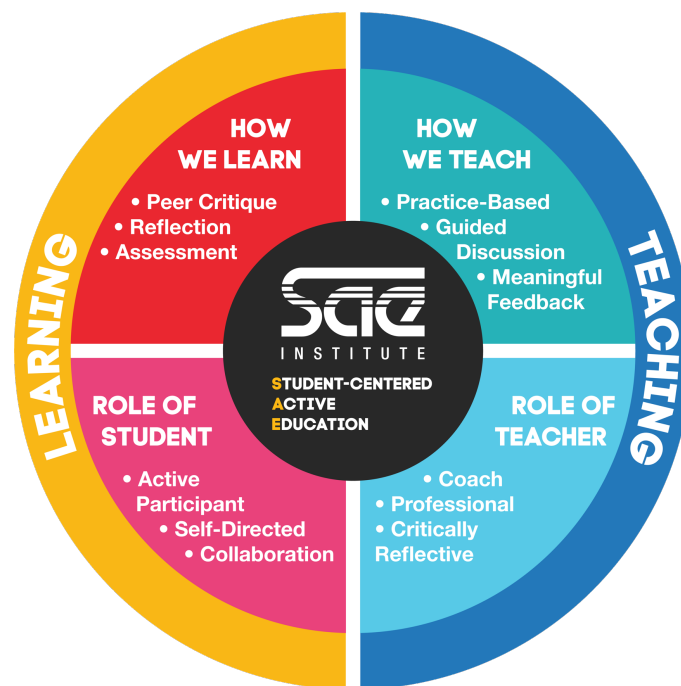 LEARNING
HOW
WE LEARN
• Peer Critique
• Reflection
• Assessment
HOW
WE TEACH
• Practice-Based
• Guided
Discussion
• Meaningful
Feedback
TEACHING
sae
INSTITUTE
STUDENT-CENTERED
ACTIVE
EDUCATION
ROLE OF
STUDENT
• Active
Participant
• Self-Directed
• Collaboration
ROLE OF
TEACHER
• Coach
• Professional
• Critically
Reflective